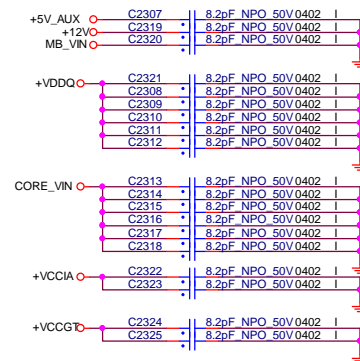 +5V_AUX C2307 8.2pF_NPO_50V 0402 I
+12V C2319 8.2pF_NPO_50V 0402 I
MB_VIN C2320 8.2pF_NPO_50V 0402 I
+VDDQ C2321 8.2pF_NPO_50V 0402 I
C2308 8.2pF_NPO_50V 0402 I
C2309 8.2pF_NPO_50V 0402 I
C2310 8.2pF_NPO_50V 0402 I
C2311 8.2pF_NPO_50V 0402 I
C2312 8.2pF_NPO_50V 0402 I
CORE_VIN C2313 8.2pF_NPO_50V 0402 I
C2314 8.2pF_NPO_50V 0402 I
C2315 8.2pF_NPO_50V 0402 I
C2316 8.2pF_NPO_50V 0402 I
C2317 8.2pF_NPO_50V 0402 I
C2318 8.2pF_NPO_50V 0402 I
+VCCIA C2322 8.2pF_NPO_50V 0402 I
C2323 8.2pF_NPO_50V 0402 I
+VCCGT C2324 8.2pF_NPO_50V 0402 I
C2325 8.2pF_NPO_50V 0402 I